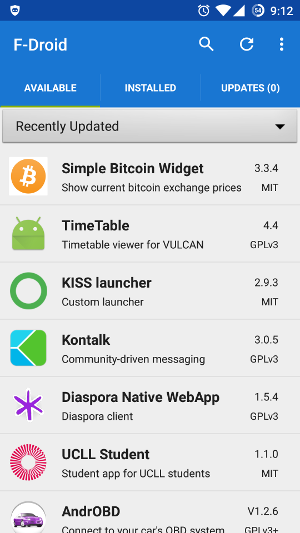 54 9:12
F-Droid
AVAILABLE INSTALLED UPDATES (0)
Recently Updated
Simple Bitcoin Widget 3.3.4
Show current bitcoin exchange prices MIT
TimeTable 4.4
Timetable viewer for VULCAN GPLv3
KISS launcher 2.9.3
Custom launcher MIT
Kontalk 3.0.5
Community-driven messaging GPLv3
Diaspora Native WebApp 1.5.4
Diaspora client GPLv3
UCLL Student 1.1.0
Student app for UCLL students MIT
AndrOBD V1.2.6
Connect to your car's OBD system GPLv3+